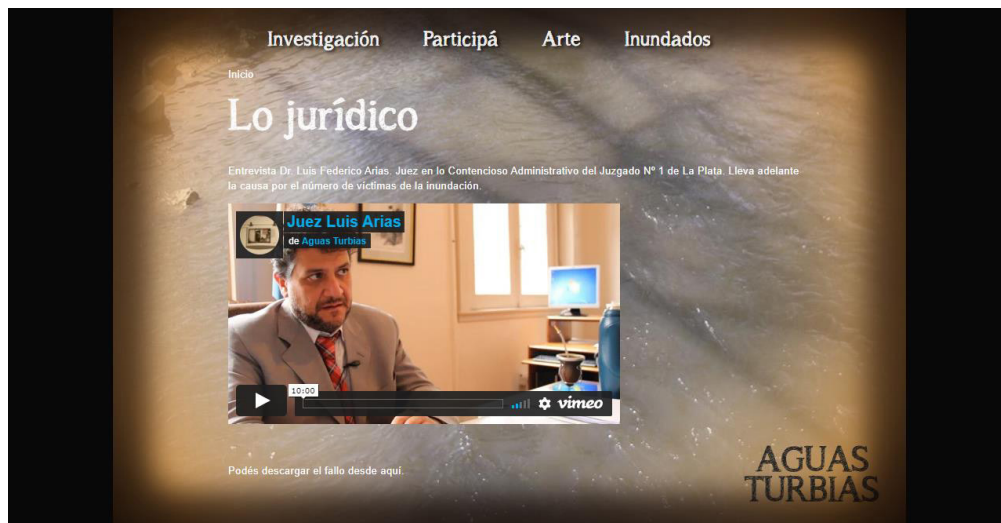 Investigación Participá Arte Inundados
Inicio
Lo jurídico
Entrevista Dr. Luis Federico Arias. Juez en lo Contencioso Administrativo del Juzgado Nº 1 de La Plata. Lleva adelante
la causa por el número de víctimas de la inundación.
Juez Luis Arias
de Aguas Turbias
10:00
vimeo
Podés descargar el fallo desde aquí.
AGUAS
TURBIAS